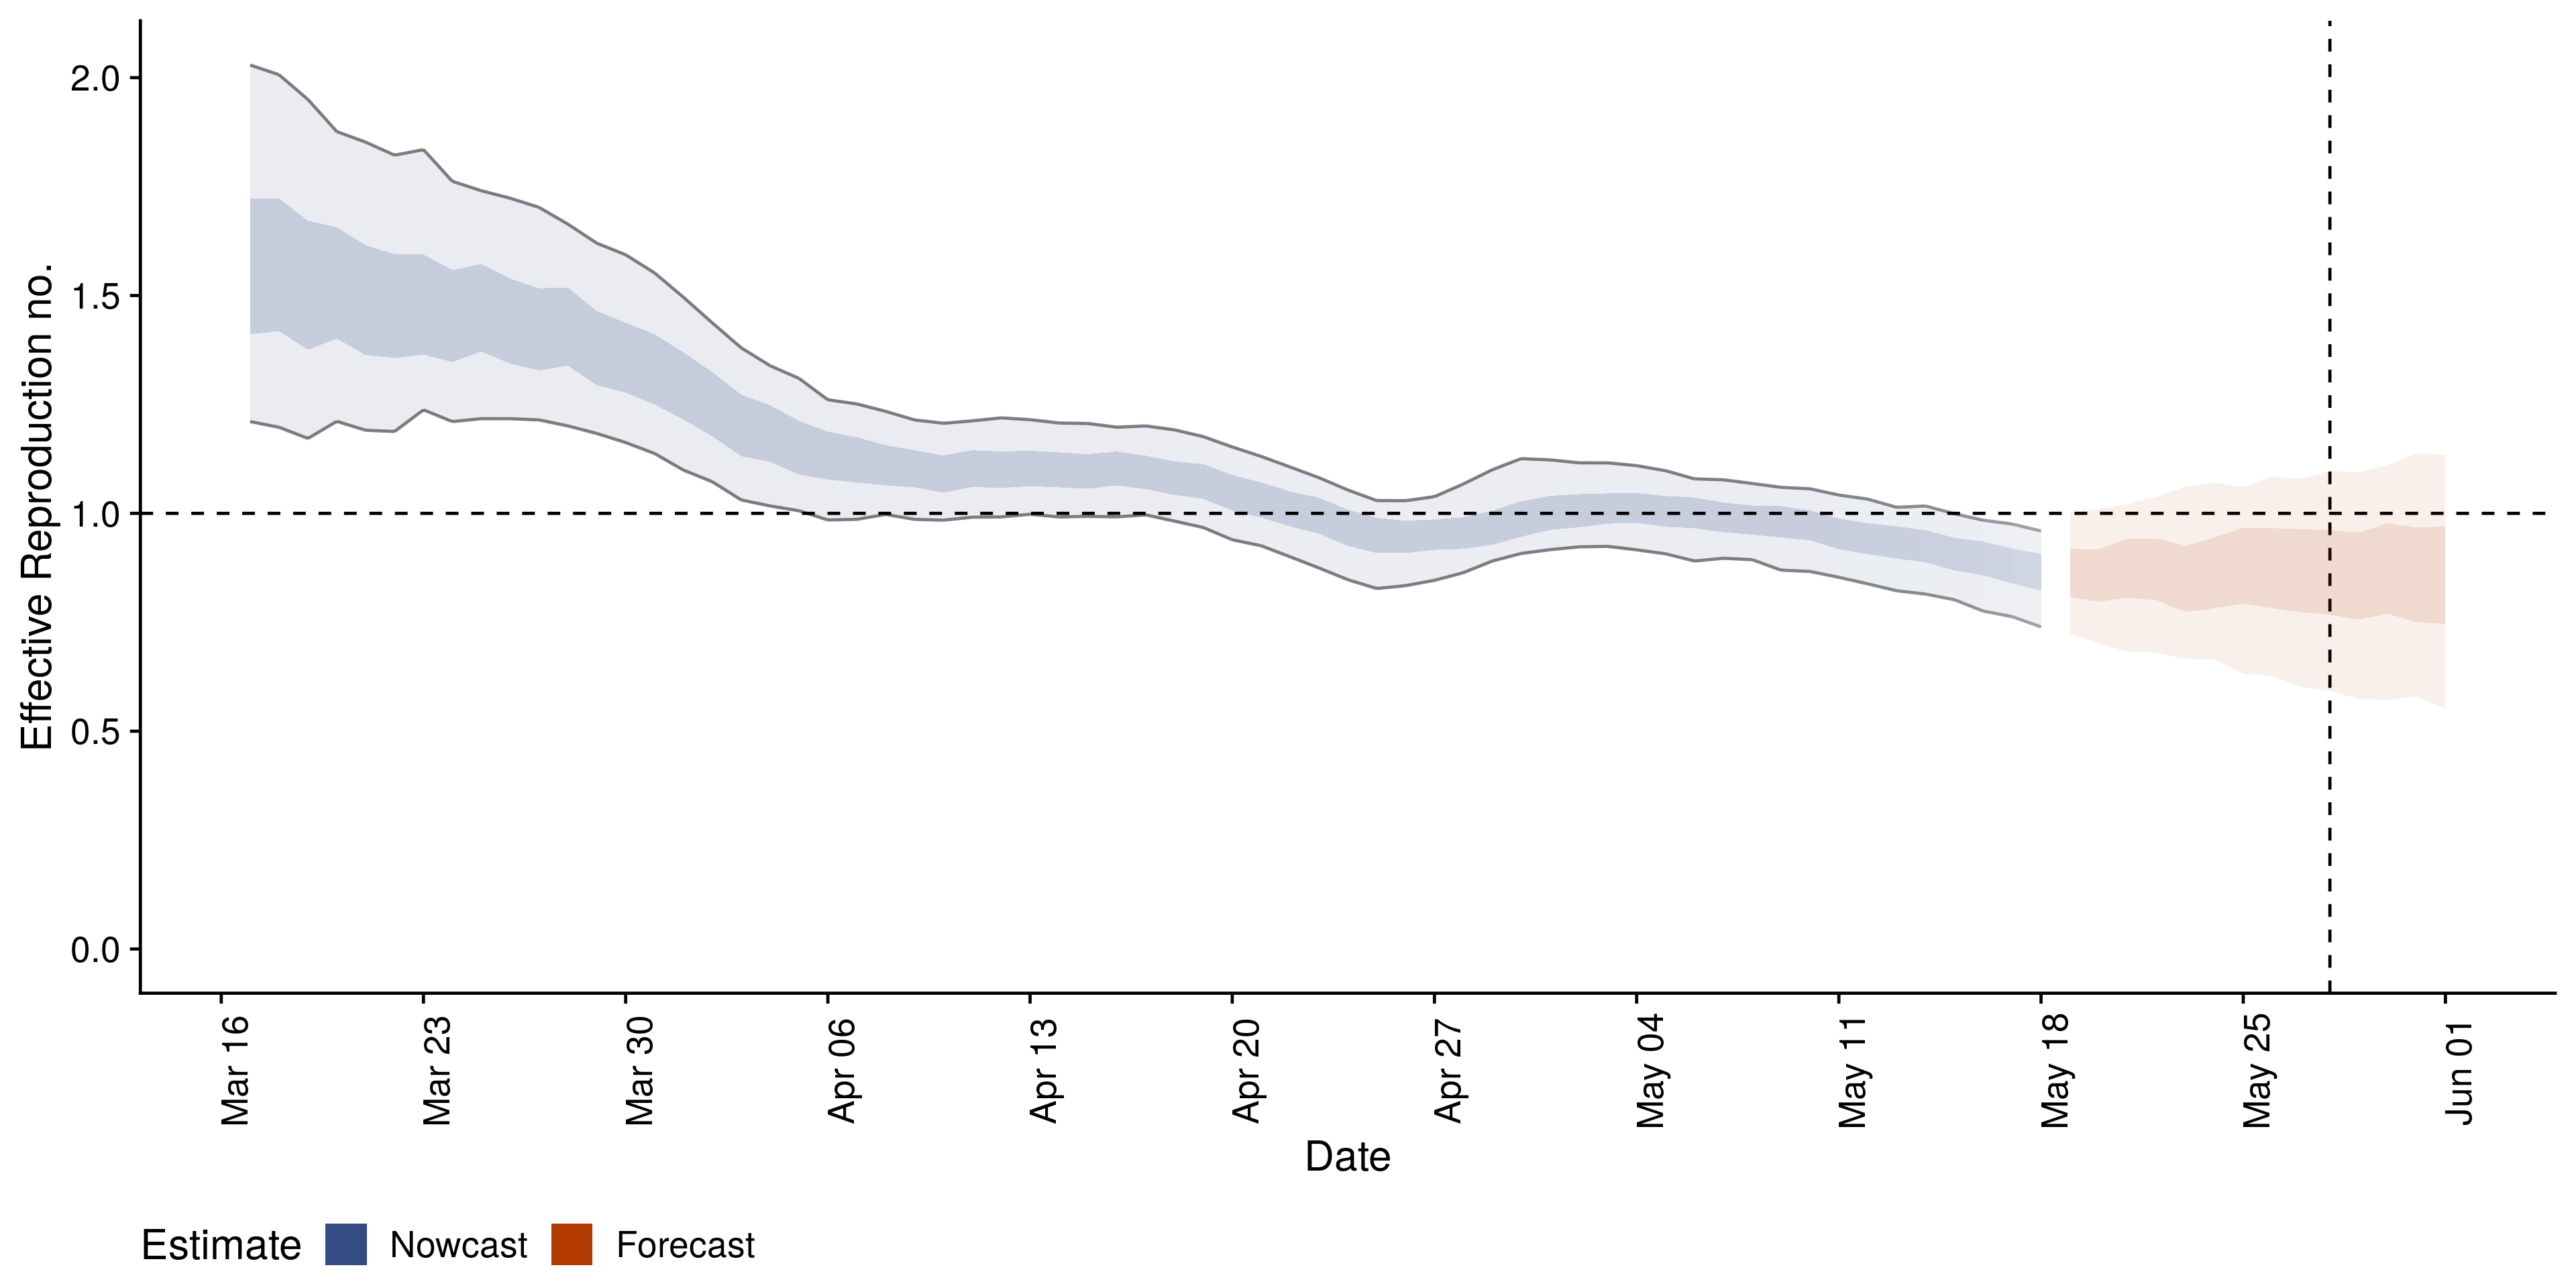 Effective Reproduction no.
2.0
1.5
1.0
0.5
0.0
Mar 16
Mar 23
Mar 30
Apr 06
Apr 13
Apr 20
Apr 27
May 04
May 11
May 18
May 25
Jun 01
Date
Estimate Nowcast Forecast